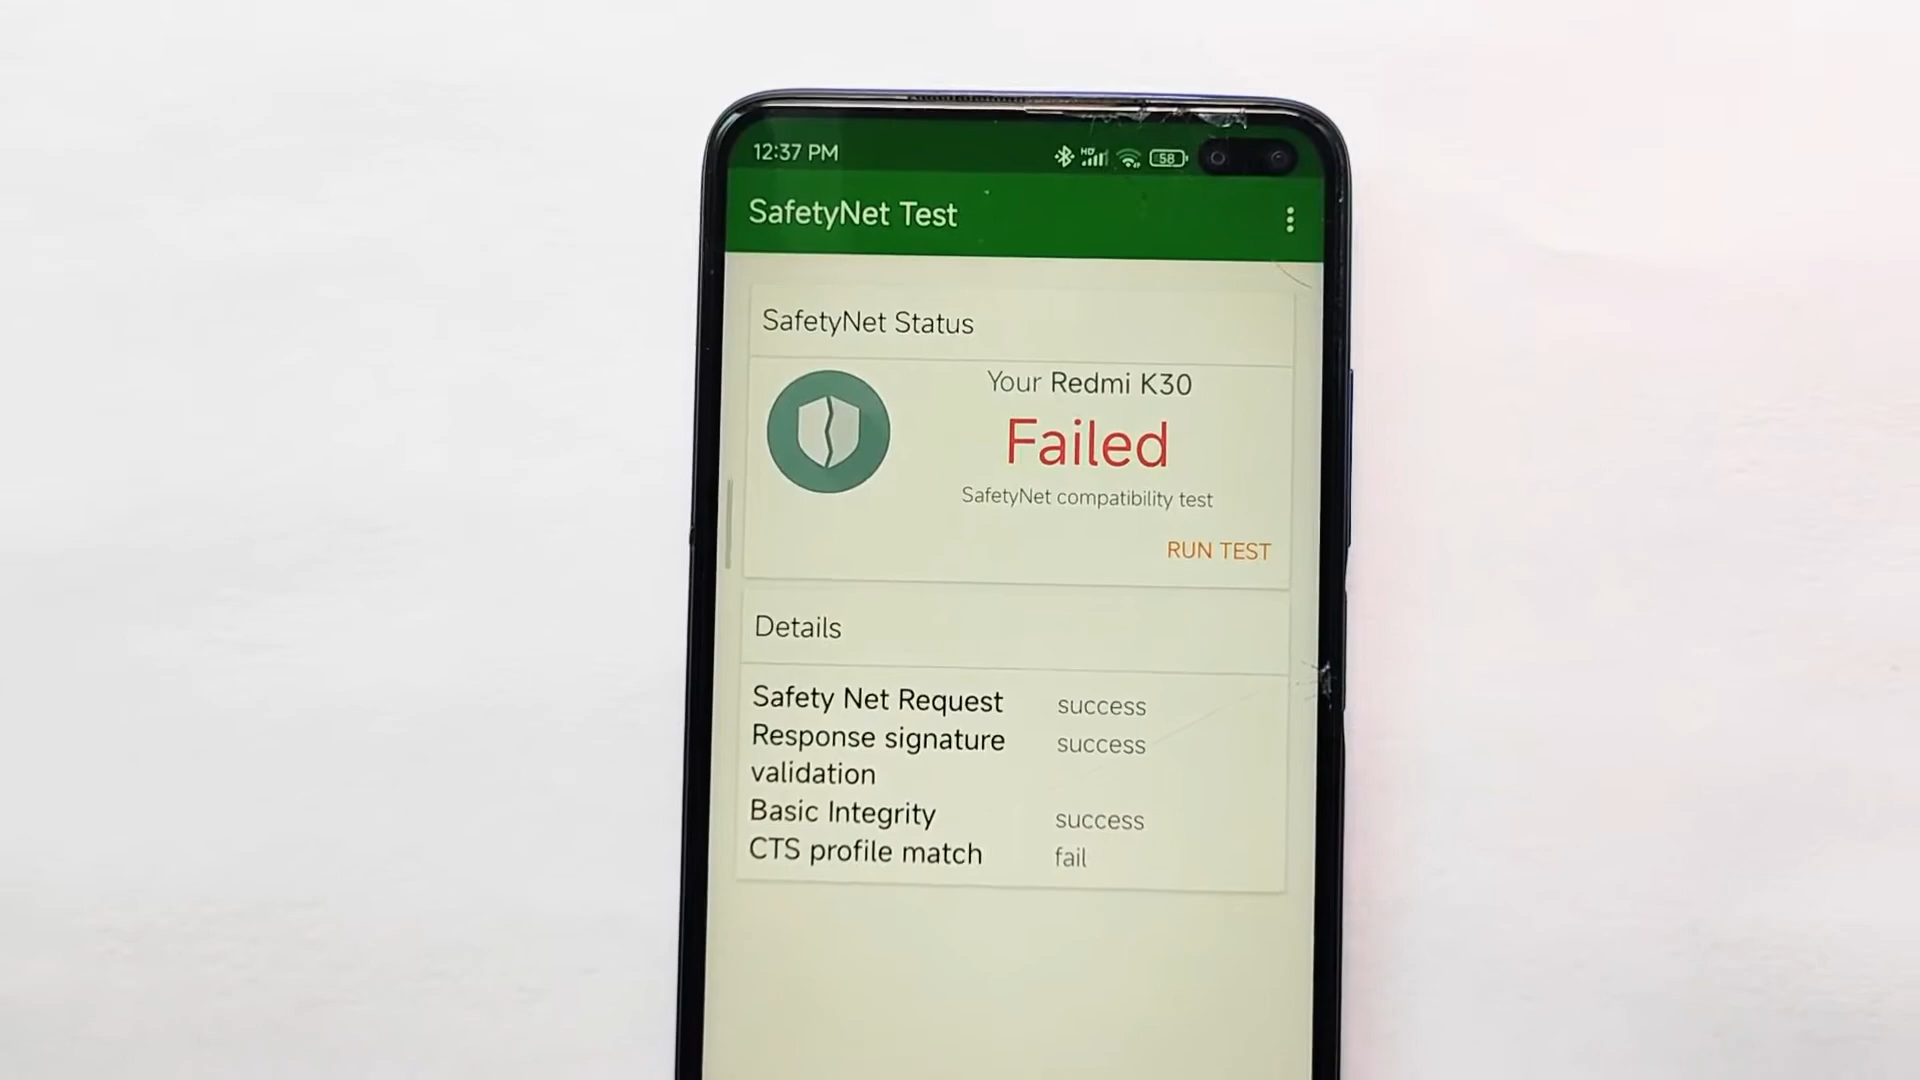 12:37 PM
HD
58
SafetyNet Test
SafetyNet Status
Your Redmi K30
Failed
SafetyNet compatibility test
RUN TEST
Details
Safety Net Request success
Response signature success
validation
Basic Integrity success
CTS profile match fail